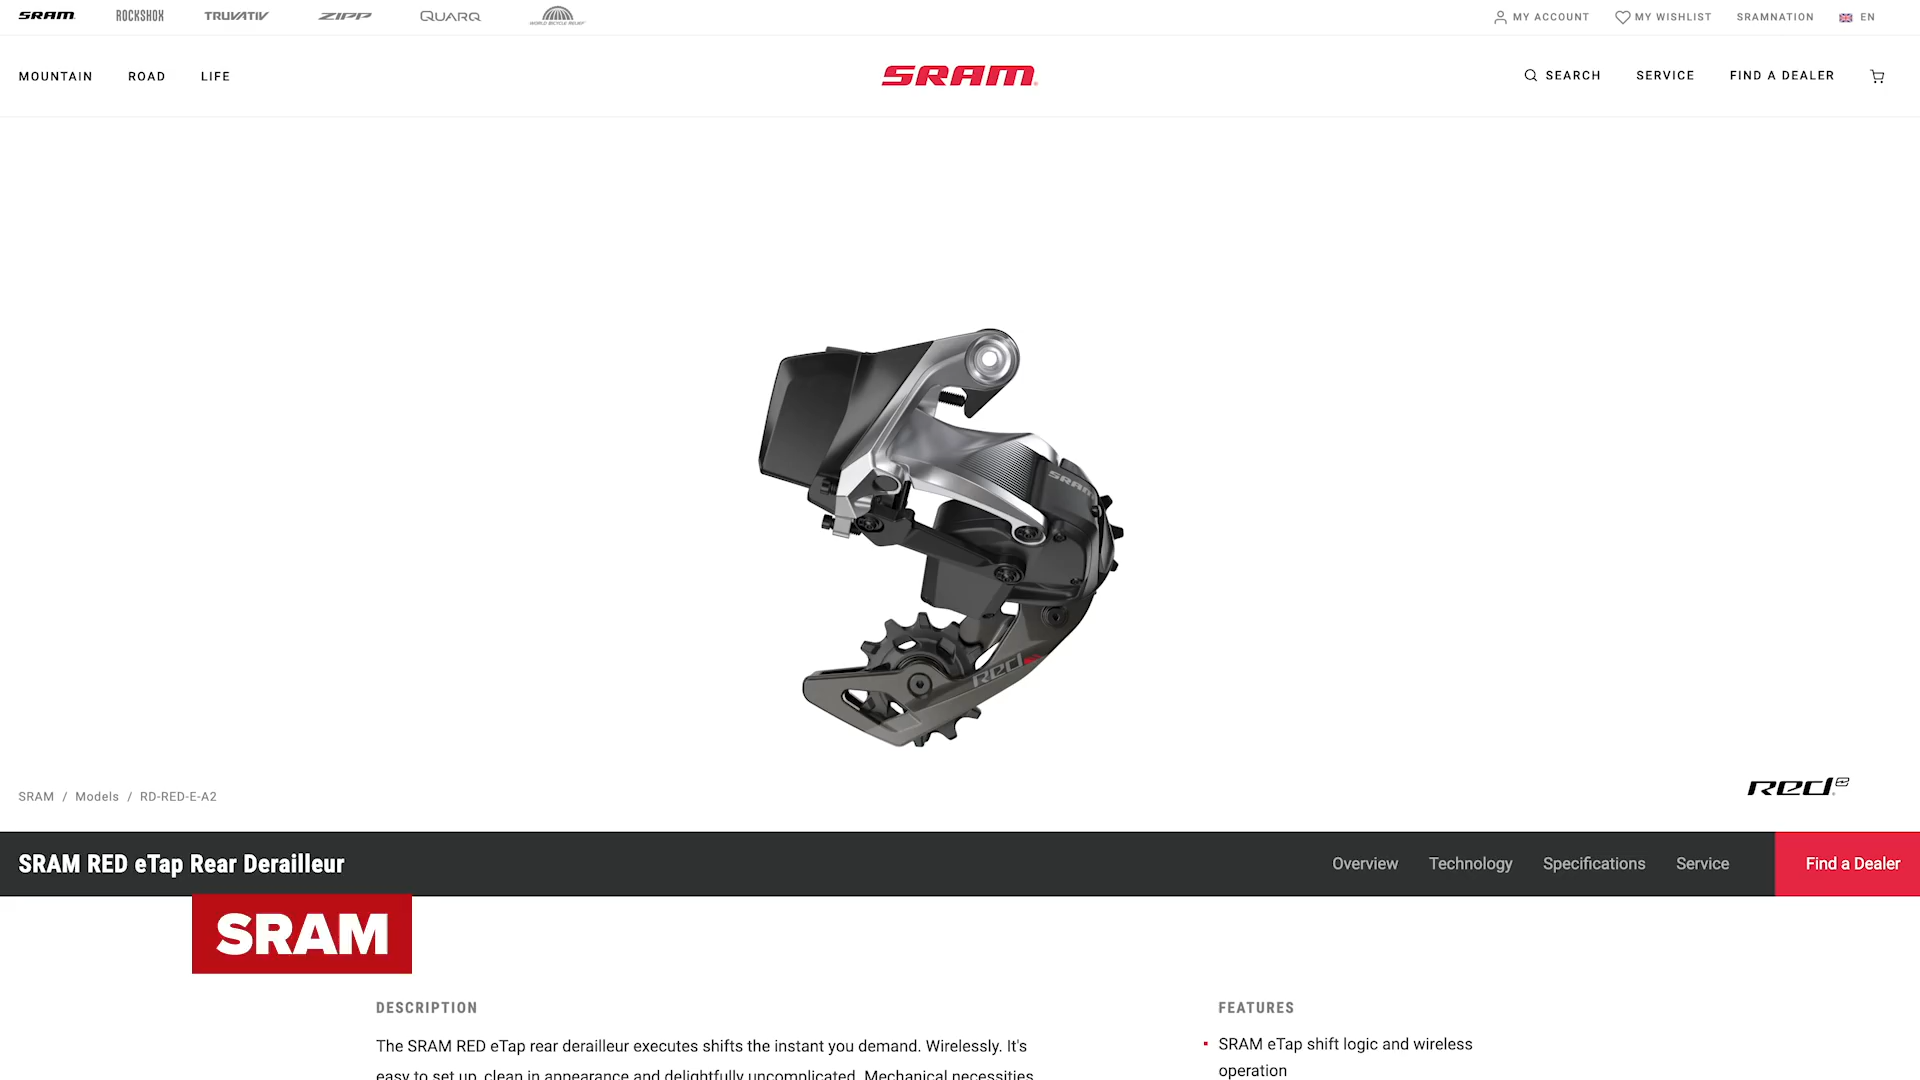 SRAM ROCKSHOX TRUVATIV ZIPP QUARQ WORLD BICYCLE RELIEF MY ACCOUNT MY WISHLIST SRAMNATION EN
MOUNTAIN ROAD LIFE SRAM SEARCH SERVICE FIND A DEALER
SRAM
RED
SRAM / Models / RD-RED-E-A2
RED
SRAM RED eTap Rear Derailleur Overview Technology Specifications Service Find a Dealer
SRAM
DESCRIPTION
The SRAM RED eTap rear derailleur executes shifts the instant you demand. Wirelessly. It's
easy to set up, clean in appearance and delightfully uncomplicated. Mechanical necessities
FEATURES
SRAM eTap shift logic and wireless
operation